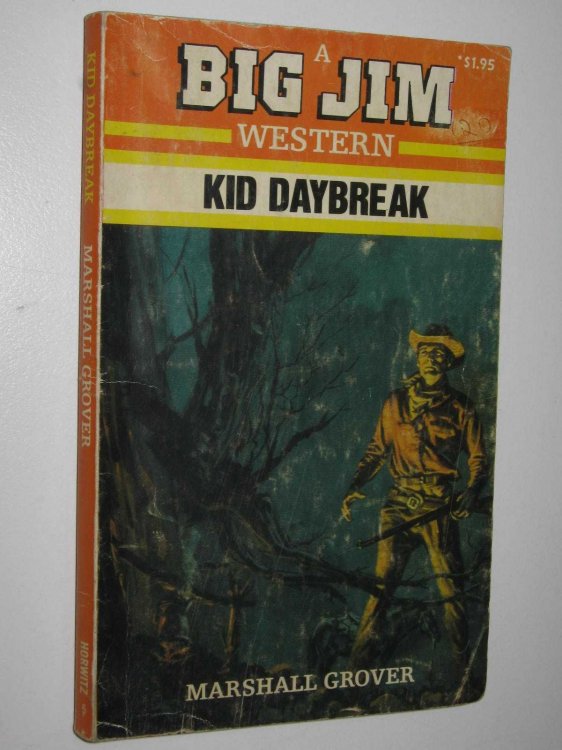 A
BIG JIM
WESTERN
*$1.95
KID DAYBREAK
MARSHALL GROVER
KID DAYBREAK
MARSHALL GROVER
HORWITZ